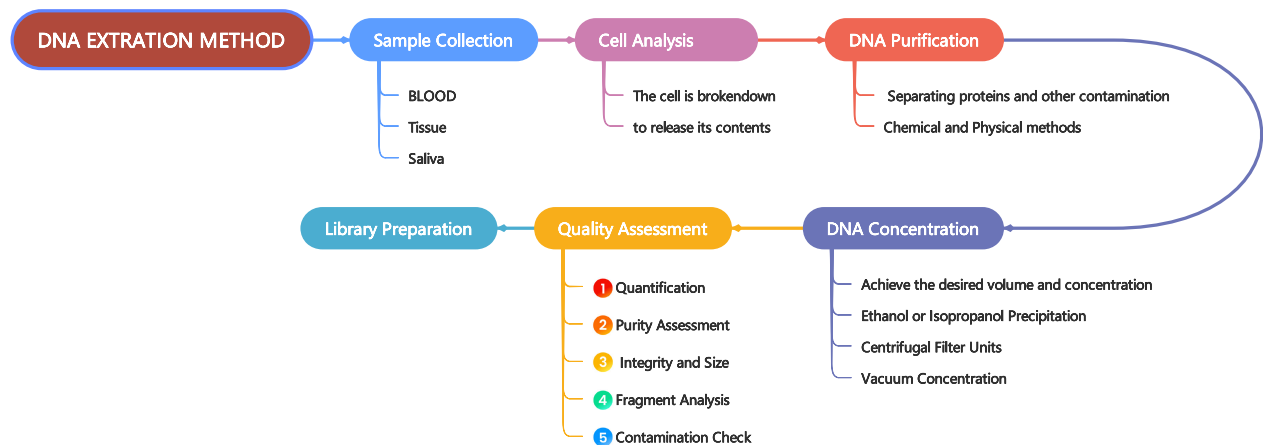 DNA EXTRATION METHOD
Sample Collection
BLOOD
Tissue
Saliva
Cell Analysis
The cell is brokendown
to release its contents
DNA Purification
Separating proteins and other contamination
Chemical and Physical methods
DNA Concentration
Achieve the desired volume and concentration
Ethanol or Isopropanol Precipitation
Centrifugal Filter Units
Vacuum Concentration
Quality Assessment
1 Quantification
2 Purity Assessment
3 Integrity and Size
4 Fragment Analysis
5 Contamination Check
Library Preparation